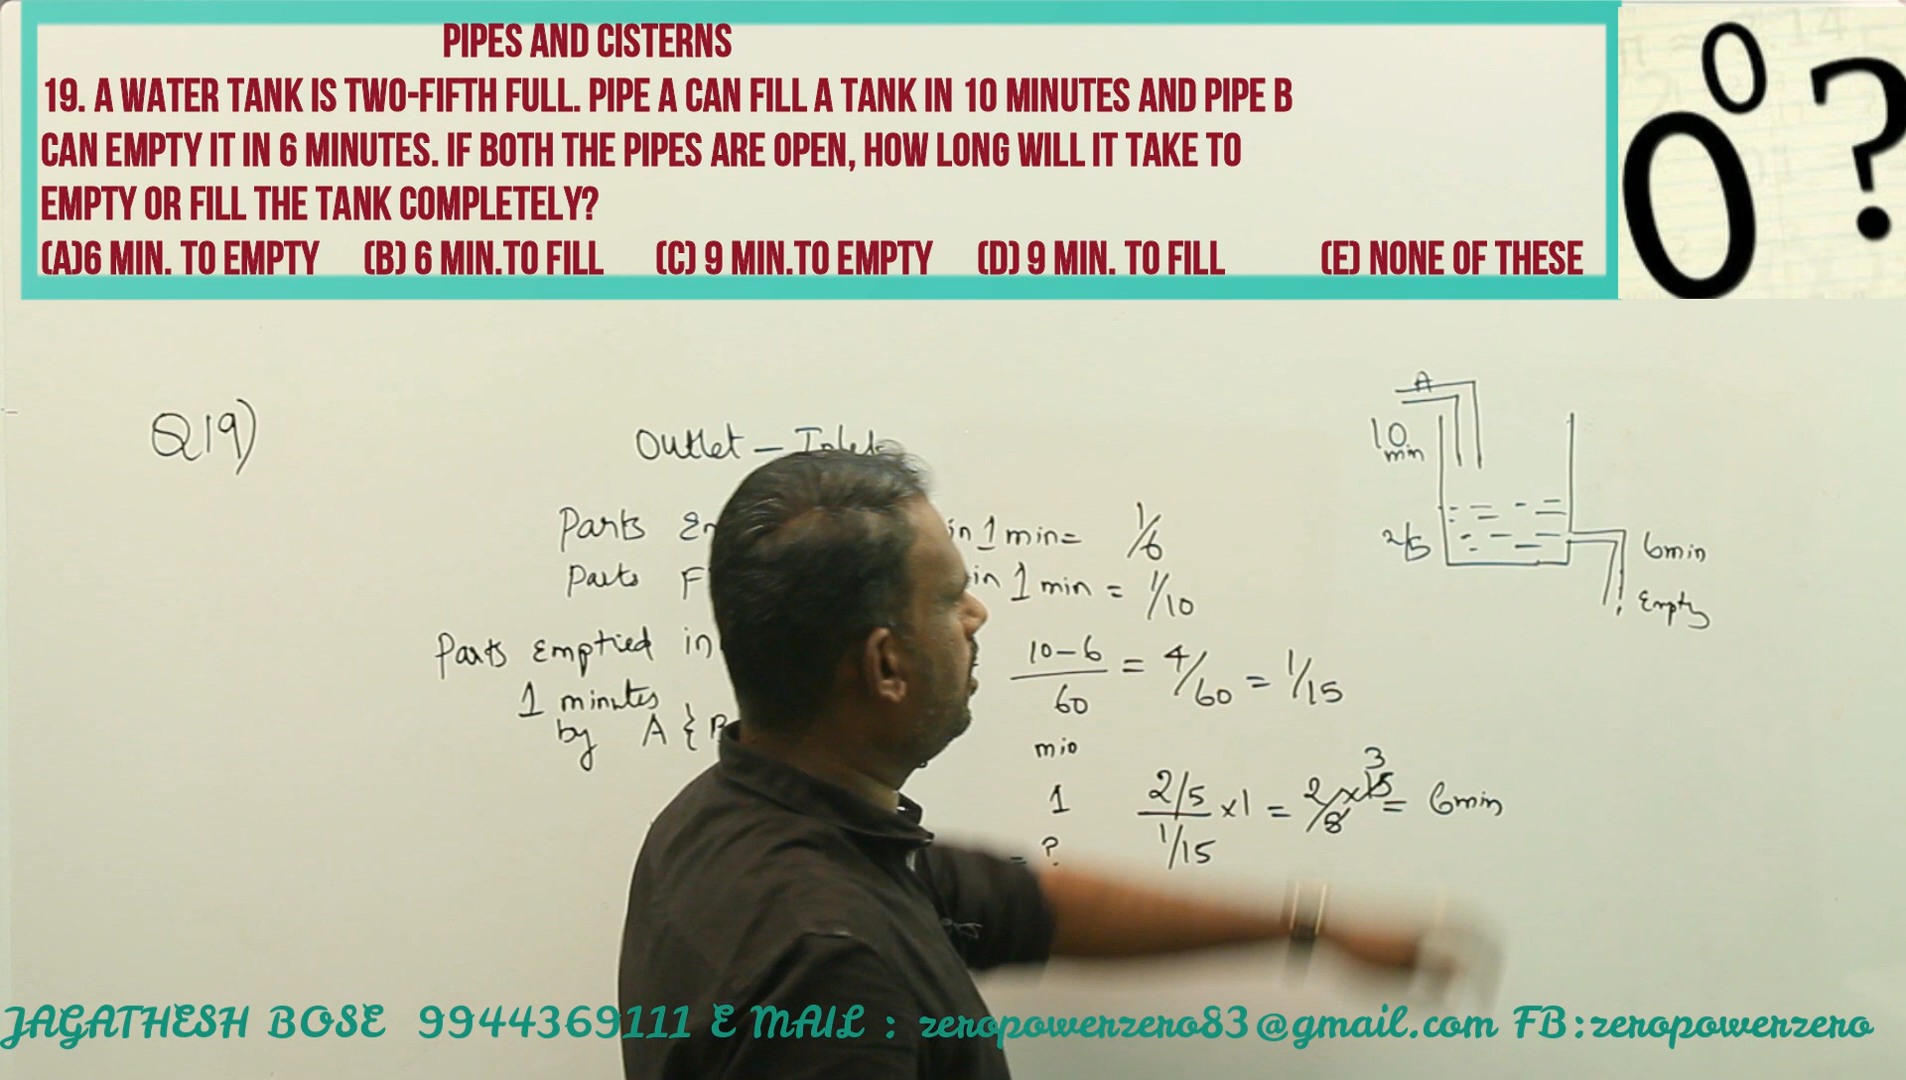 PIPES AND CISTERNS
19. A WATER TANK IS TWO-FIFTH FULL. PIPE A CAN FILL A TANK IN 10 MINUTES AND PIPE B
CAN EMPTY IT IN 6 MINUTES. IF BOTH THE PIPES ARE OPEN, HOW LONG WILL IT TAKE TO
EMPTY OR FILL THE TANK COMPLETELY?
(A)6 MIN. TO EMPTY (B) 6 MIN.TO FILL (C) 9 MIN.TO EMPTY (D) 9 MIN. TO FILL (E) NONE OF THESE
0⁰ ?
A
10
min
2/5
6min
Empty
Q19)
Outlet – Inlet
Parts in 1 min = 1/6
Parts in 1 min = 1/10
Parts Emptied in 10-6/60 = 4/60 = 1/15
1 minutes
by A &
min
1 2/5 / 1/15 x1 = 2/5 x 15 3 = 6min
= ?
JAGATHESH BOSE 9944369111 E MAIL : zeropowerzero83@gmail.com FB:zeropowerzero